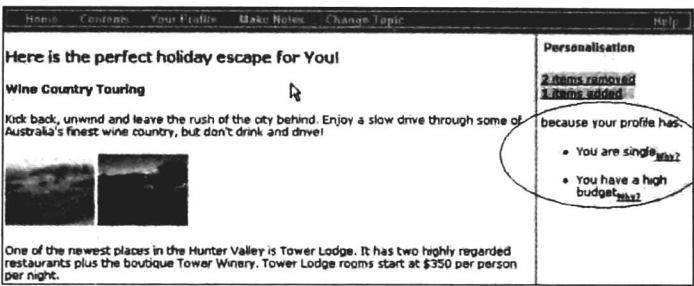 Home Contents Your Profile Make Notes Change Topic Help
Here is the perfect holiday escape for You!
Wine Country Touring
Kick back, unwind and leave the rush of the city behind. Enjoy a slow drive through some of
Australia's finest wine country, but don't drink and drive!
One of the newest places in the Hunter Valley is Tower Lodge. It has two highly regarded
restaurants plus the boutique Tower Winery. Tower Lodge rooms start at $350 per person
per night.
Personalisation
2 items removed
1 items added
because your profile has:
• You are single Why?
• You have a high
budget Why?